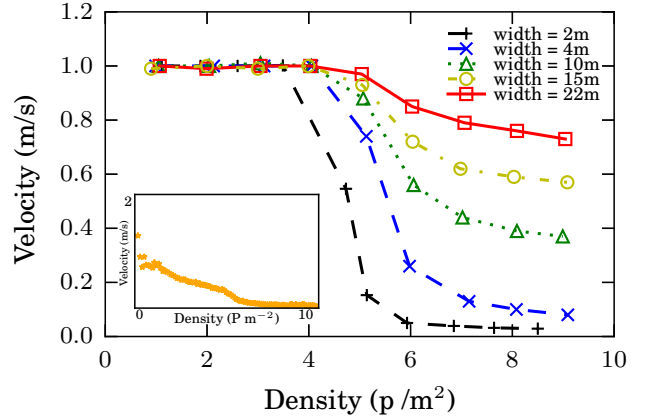 1.2
1.0
0.8
0.6
0.4
0.2
0.0
Velocity (m/s)
width = 2m
width = 4m
width = 10m
width = 15m
width = 22m
2
Velocity (m/s)
0
10
Density (P m⁻²)
0
2
4
6
8
10
Density (p /m²)